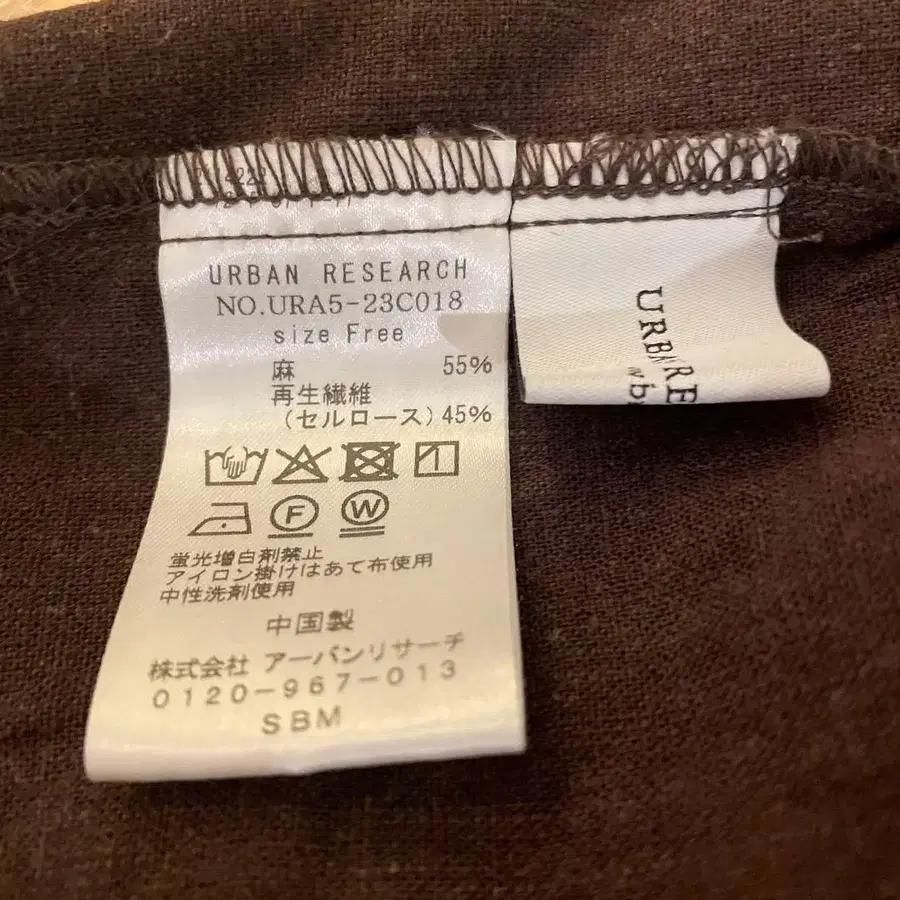 URBAN RESEARCH
NO.URA5-23C018
size Free
麻 55%
再生繊維
(セルロース) 45%
F W
蛍光増白剤禁止
アイロン掛けはあて布使用
中性洗剤使用
中国製
株式会社 アーバンリサーチ
0120-967-013
SBM
URBA RE